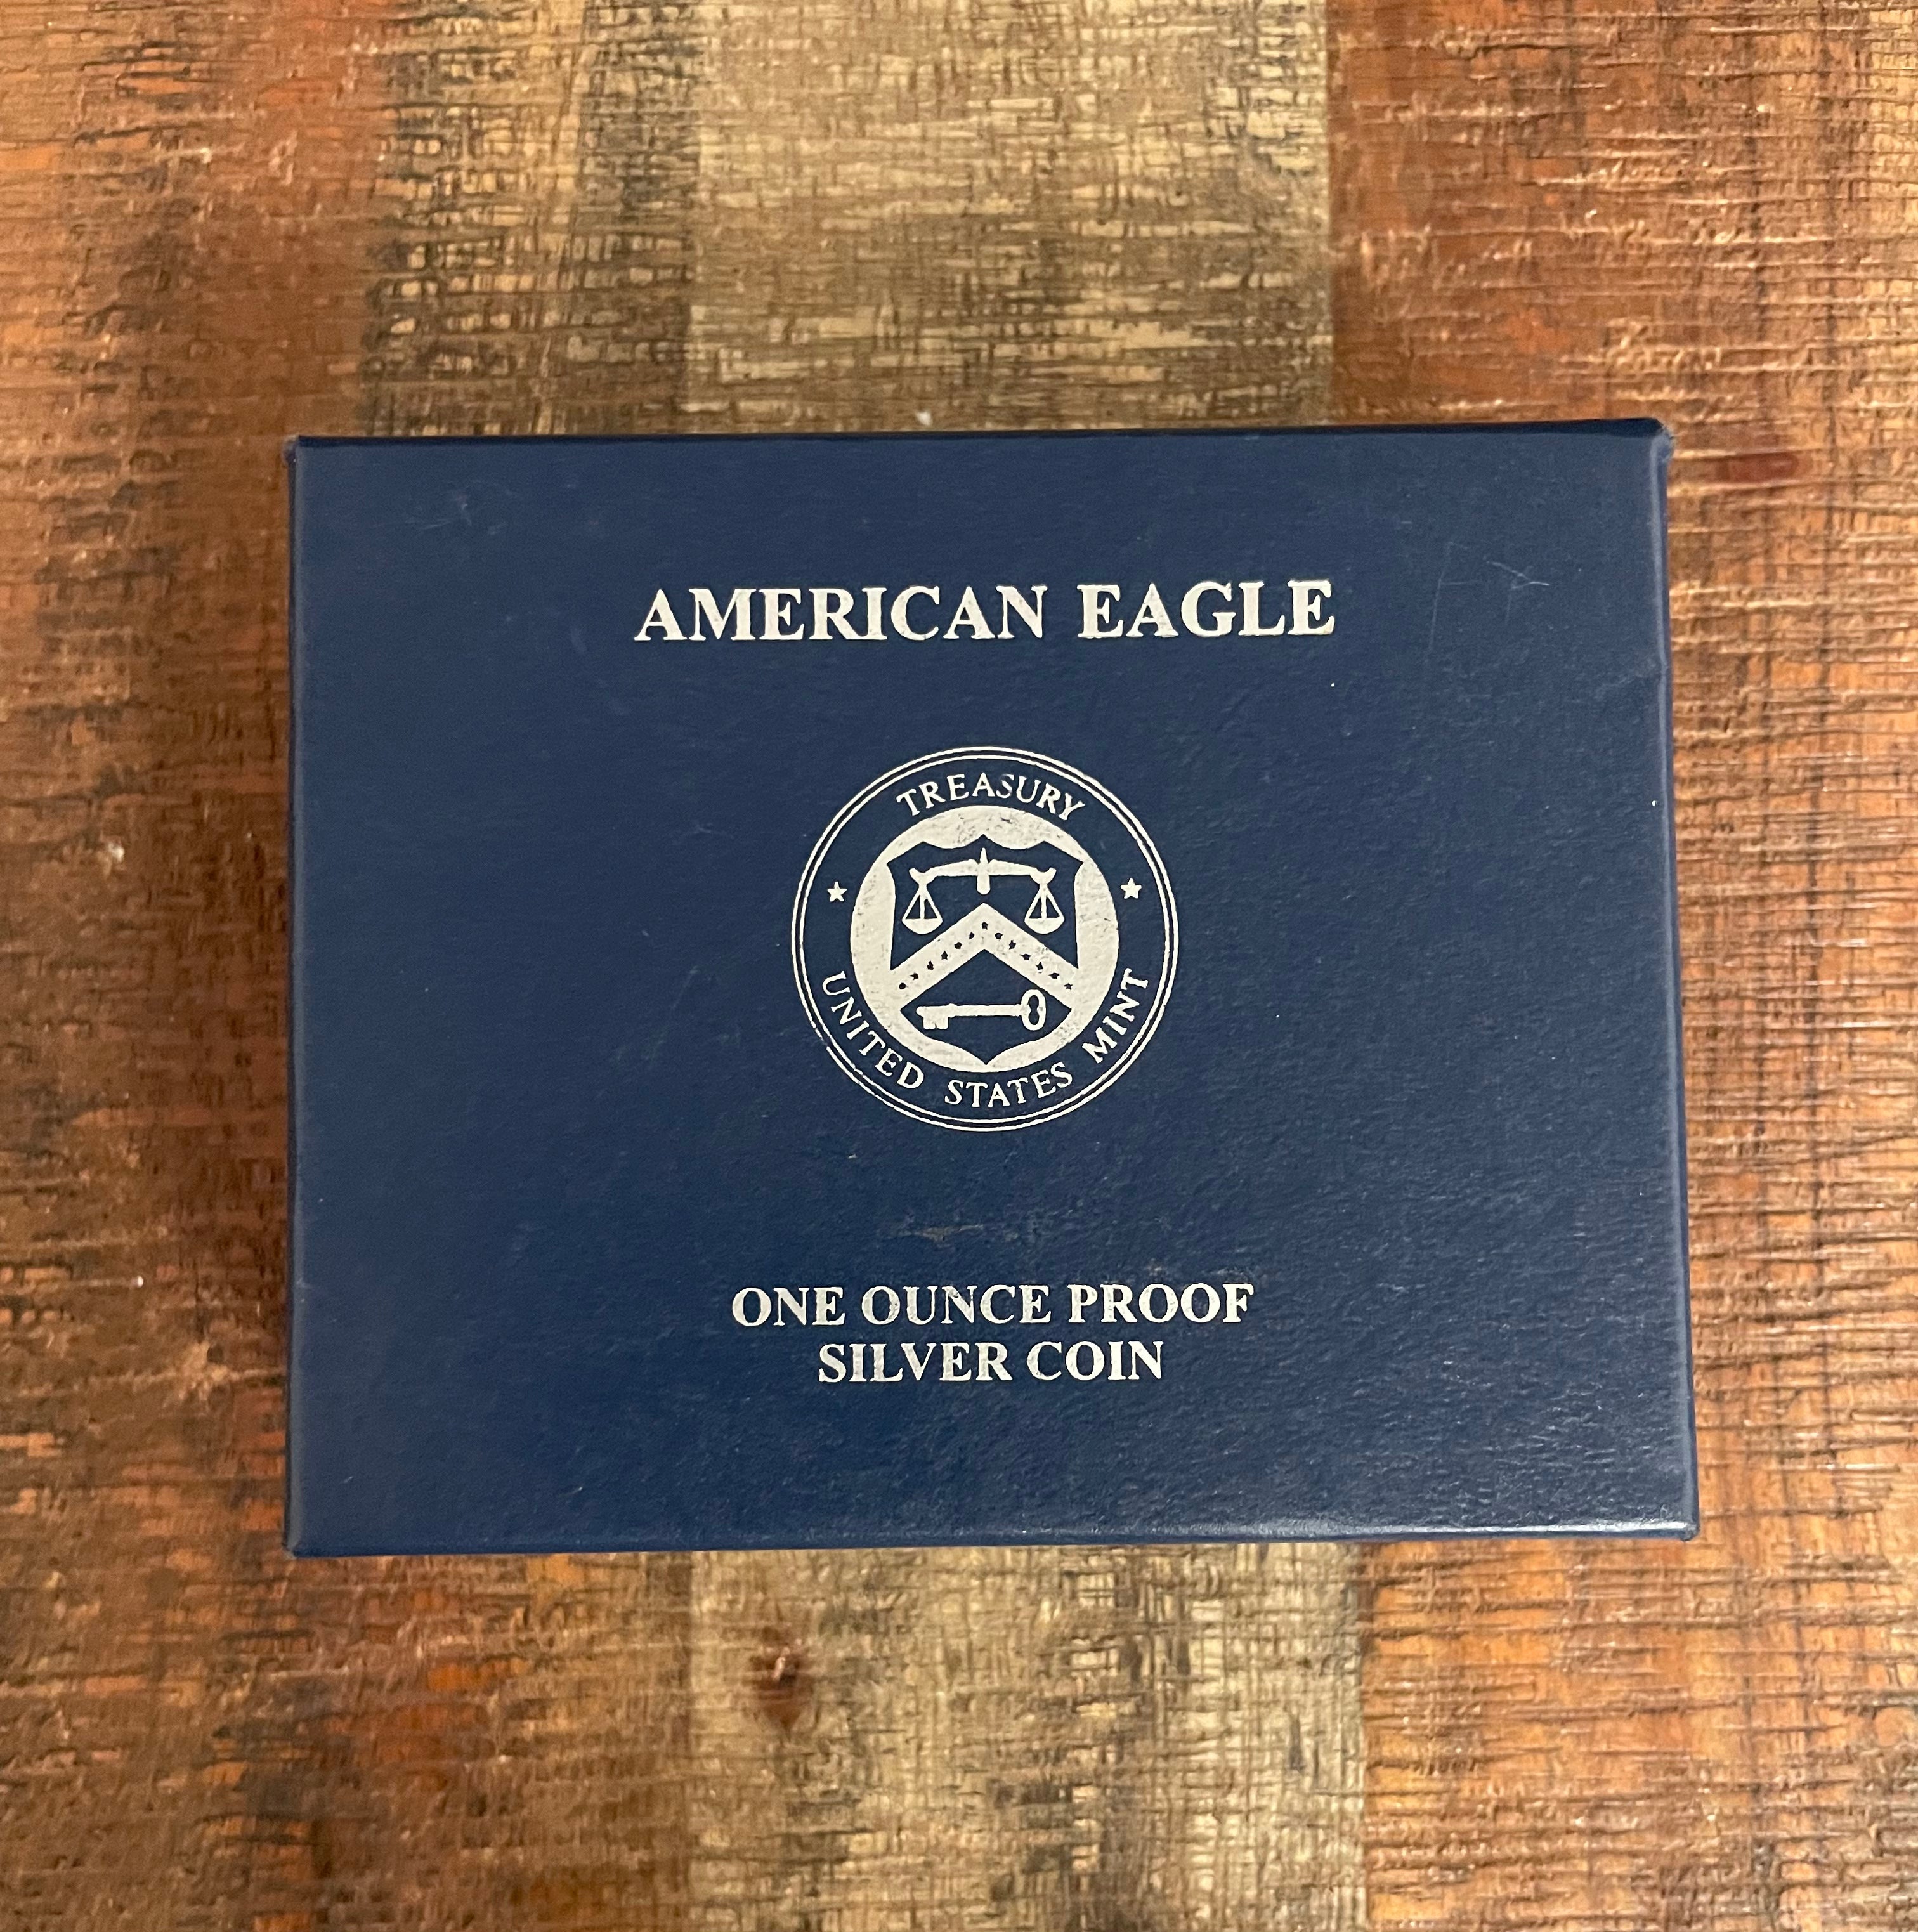 AMERICAN EAGLE
TREASURY
UNITED STATES MINT
ONE OUNCE PROOF
SILVER COIN